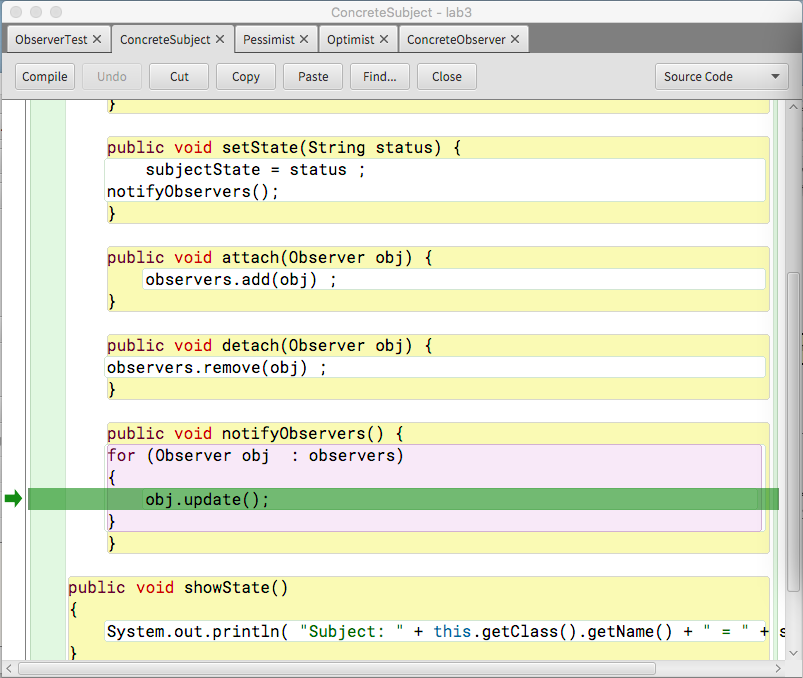 ConcreteSubject - lab3
ObserverTest ✕ ConcreteSubject ✕ Pessimist ✕ Optimist ✕ ConcreteObserver ✕
Compile Undo Cut Copy Paste Find... Close Source Code
}
public void setState(String status) {
subjectState = status ;
notifyObservers();
}
public void attach(Observer obj) {
observers.add(obj) ;
}
public void detach(Observer obj) {
observers.remove(obj) ;
}
public void notifyObservers() {
for (Observer obj  : observers)
{
obj.update();
}
}
public void showState()
{
System.out.println( "Subject: " + this.getClass().getName() + " = " + s
}